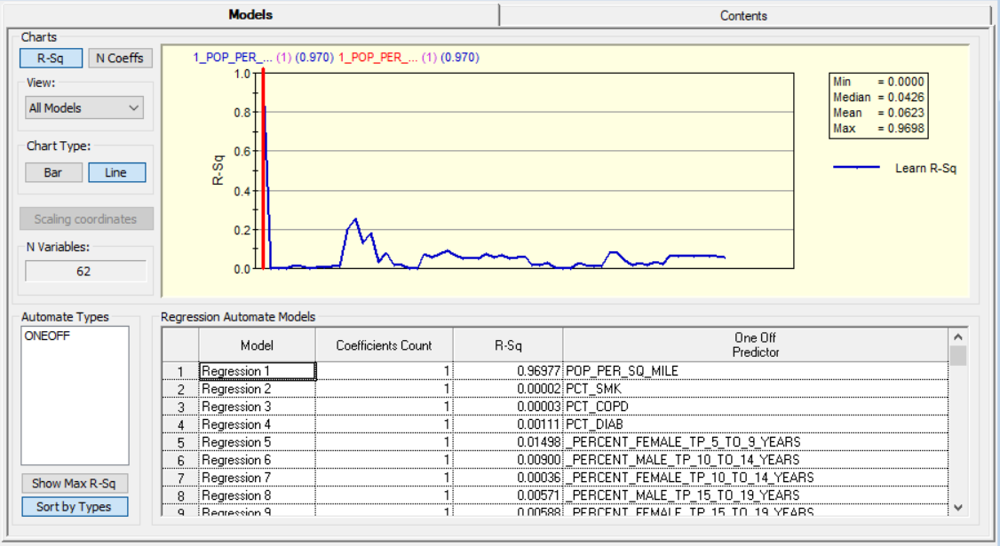 Models
Contents
Charts
R-Sq
N Coeffs
View:
All Models
Chart Type:
Bar
Line
Scaling coordinates
N Variables:
62
1_POP_PER_... (1) (0.970) 1_POP_PER_... (1) (0.970)
1.0
0.8
0.6
0.4
0.2
0.0
R-Sq
Min = 0.0000
Median = 0.0426
Mean = 0.0623
Max = 0.9698
Learn R-Sq
Automate Types
ONEOFF
Show Max R-Sq
Sort by Types
Regression Automate Models
Model Coefficients Count R-Sq One Off Predictor
1 Regression 1 1 0.96977 POP_PER_SQ_MILE
2 Regression 2 1 0.00002 PCT_SMK
3 Regression 3 1 0.00003 PCT_COPD
4 Regression 4 1 0.00111 PCT_DIAB
5 Regression 5 1 0.01498 _PERCENT_FEMALE_TP_5_TO_9_YEARS
6 Regression 6 1 0.00900 _PERCENT_MALE_TP_10_TO_14_YEARS
7 Regression 7 1 0.00036 _PERCENT_FEMALE_TP_10_TO_14_YEARS
8 Regression 8 1 0.00571 _PERCENT_MALE_TP_15_TO_19_YEARS
9 Regression 9 1 0.00588 _PERCENT_FEMALE_TP_15_TO_19_YEARS